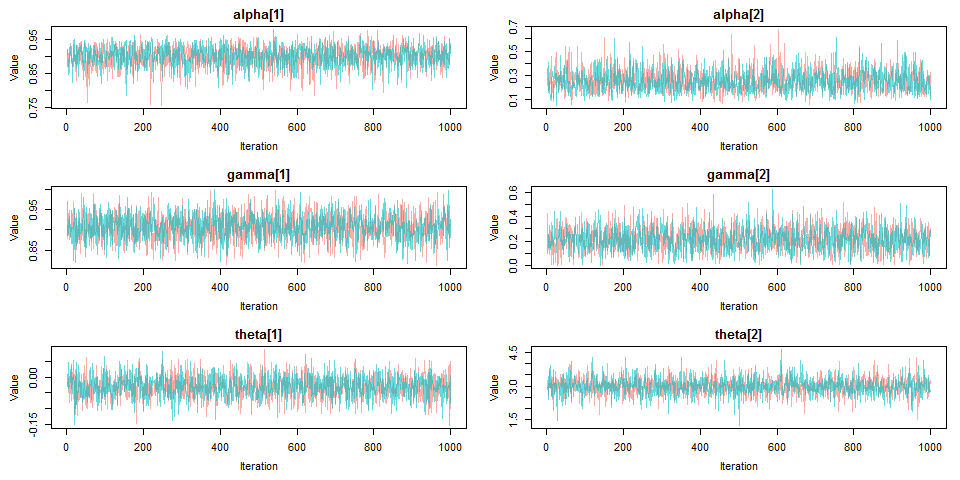 alpha[1]
Value
0.75 0.85 0.95
0 200 400 600 800 1000
Iteration
alpha[2]
Value
0.1 0.3 0.5 0.7
0 200 400 600 800 1000
Iteration
gamma[1]
Value
0.85 0.95
0 200 400 600 800 1000
Iteration
gamma[2]
Value
0.0 0.2 0.4 0.6
0 200 400 600 800 1000
Iteration
theta[1]
Value
-0.15 0.00
0 200 400 600 800 1000
Iteration
theta[2]
Value
1.5 3.0 4.5
0 200 400 600 800 1000
Iteration